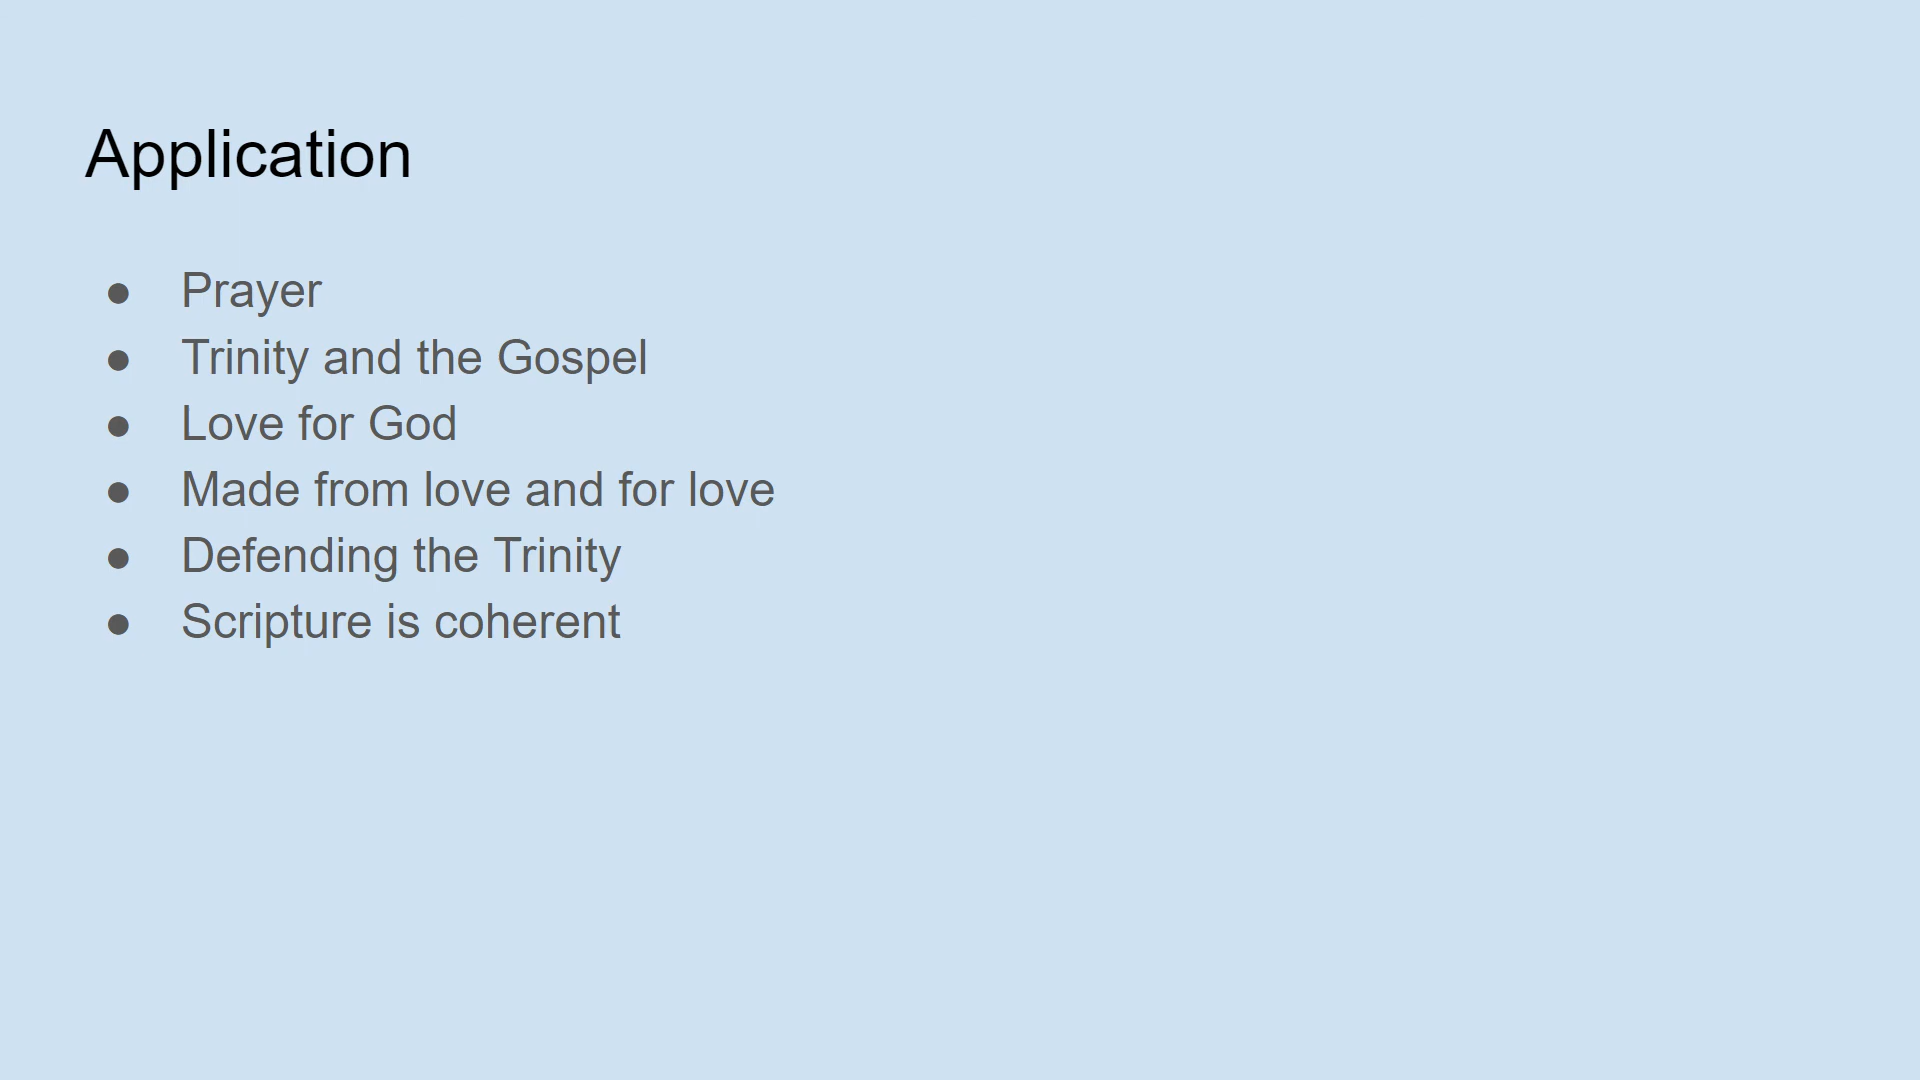 Application
● Prayer
● Trinity and the Gospel
● Love for God
● Made from love and for love
● Defending the Trinity
● Scripture is coherent